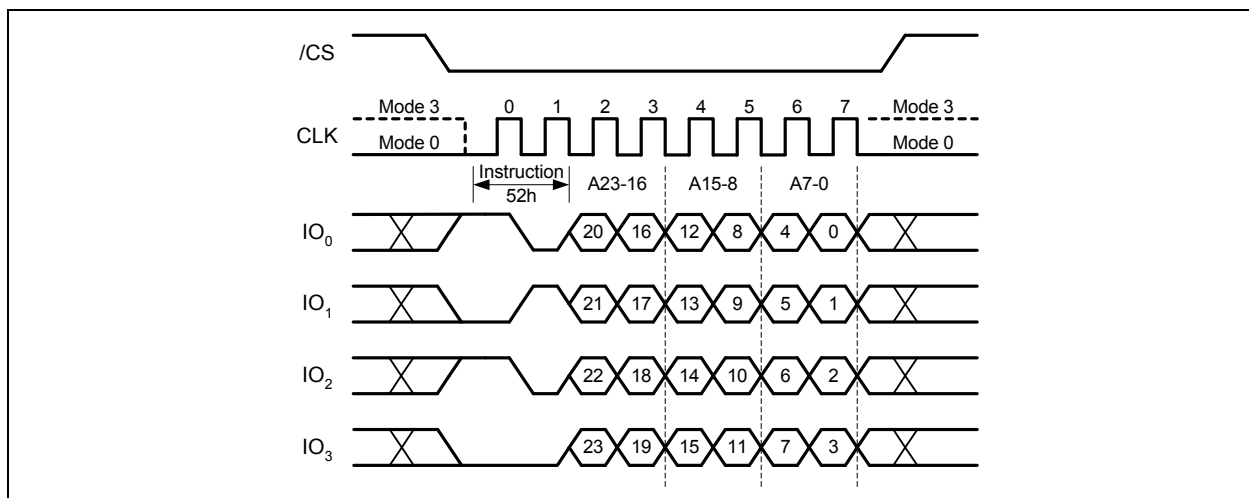 /CS
Mode 3 0 1 2 3 4 5 6 7 Mode 3
CLK
Mode 0 Mode 0
Instruction
52h A23-16 A15-8 A7-0
IO0 20 16 12 8 4 0
IO1 21 17 13 9 5 1
IO2 22 18 14 10 6 2
IO3 23 19 15 11 7 3